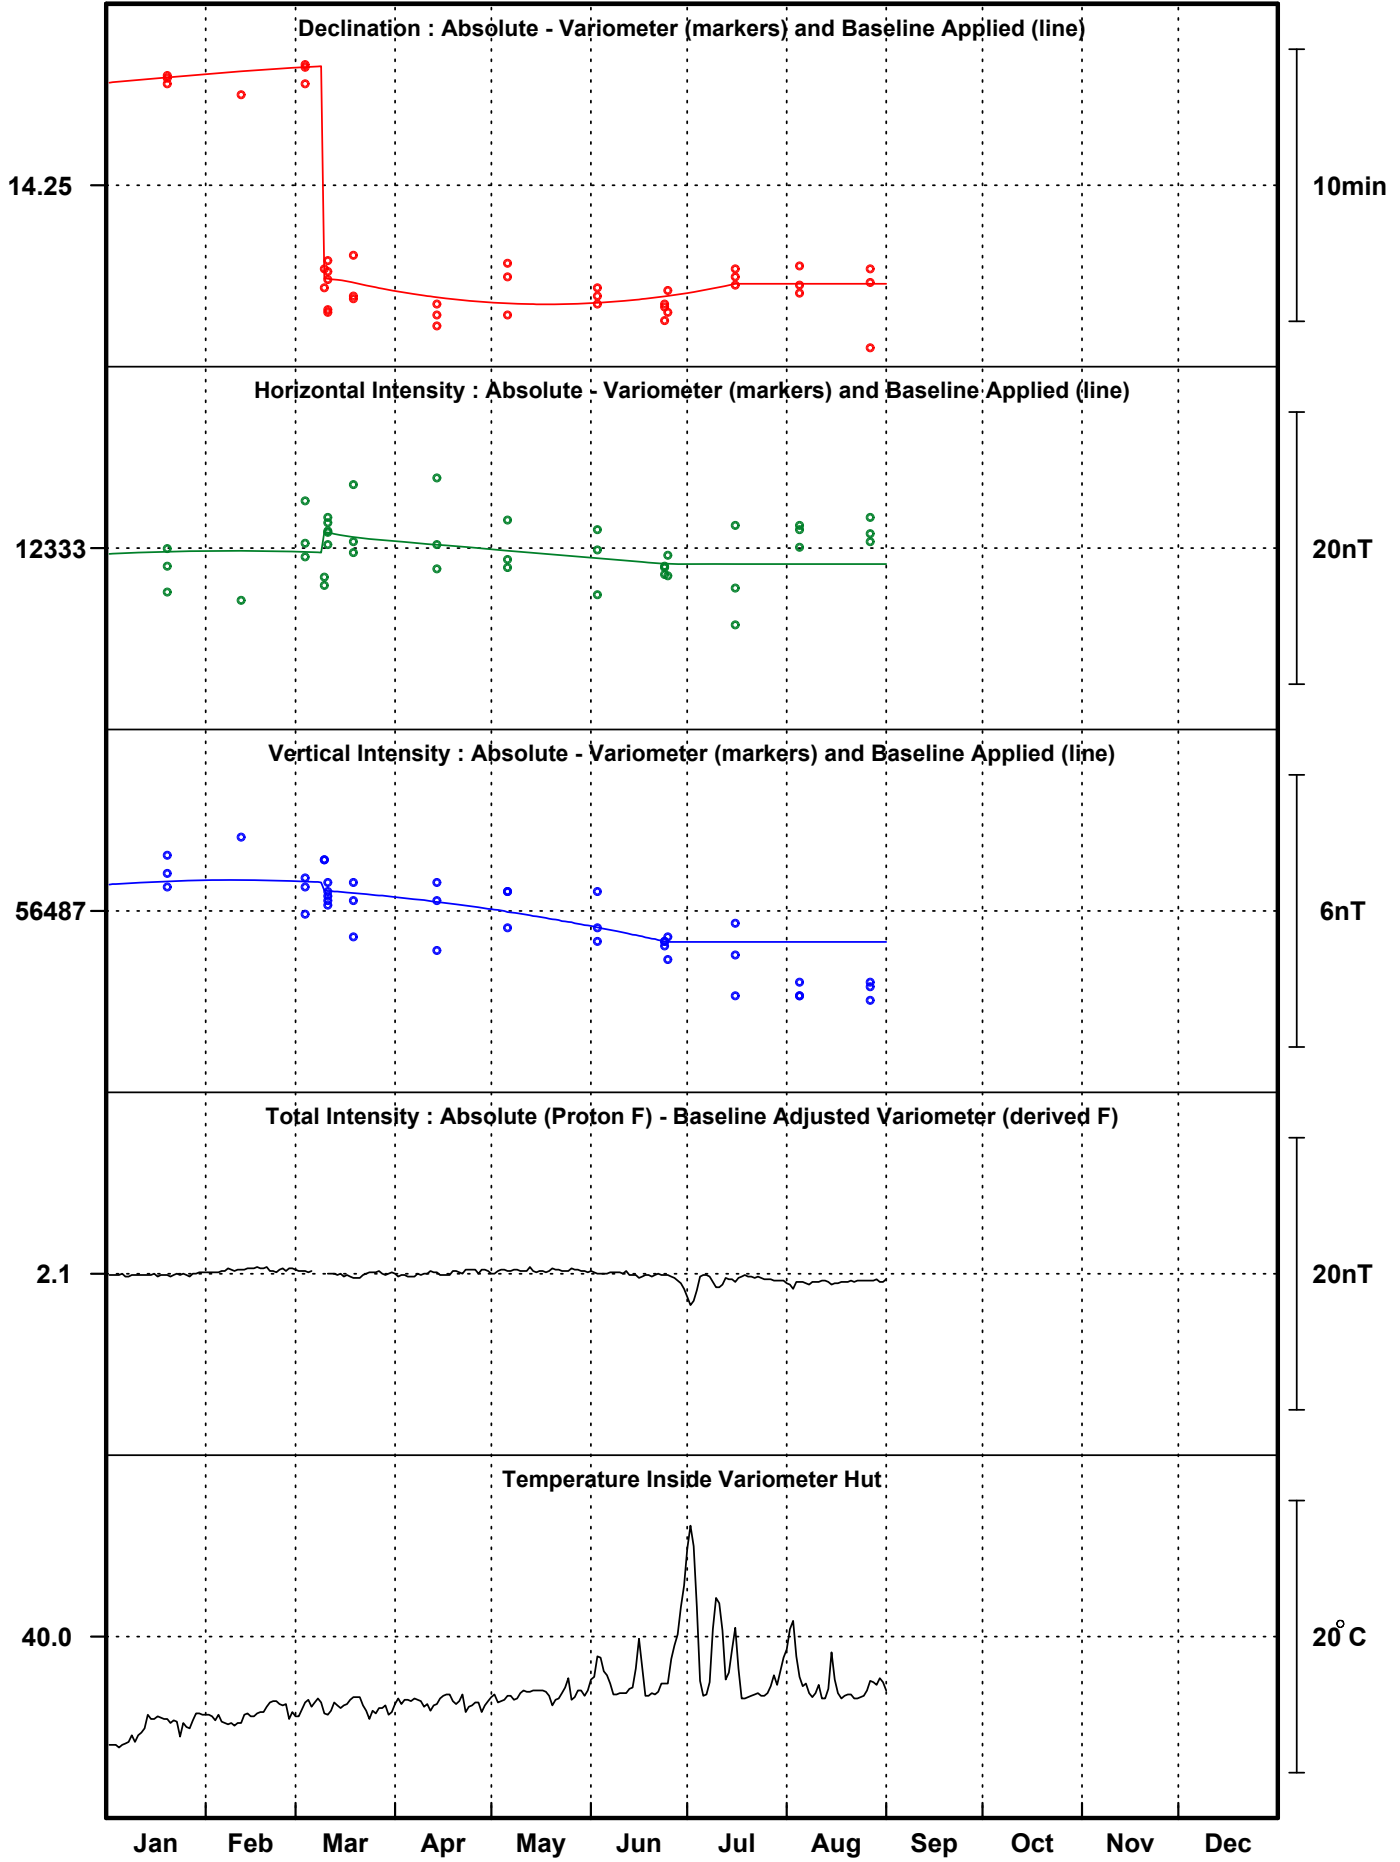 Declination : Absolute - Variometer (markers) and Baseline Applied (line)
14.25
10min
Horizontal Intensity : Absolute - Variometer (markers) and Baseline Applied (line)
12333
20nT
Vertical Intensity : Absolute - Variometer (markers) and Baseline Applied (line)
56487
6nT
Total Intensity : Absolute (Proton F) - Baseline Adjusted Variometer (derived F)
2.1
20nT
Temperature Inside Variometer Hut
40.0
20°C
Jan Feb Mar Apr May Jun Jul Aug Sep Oct Nov Dec